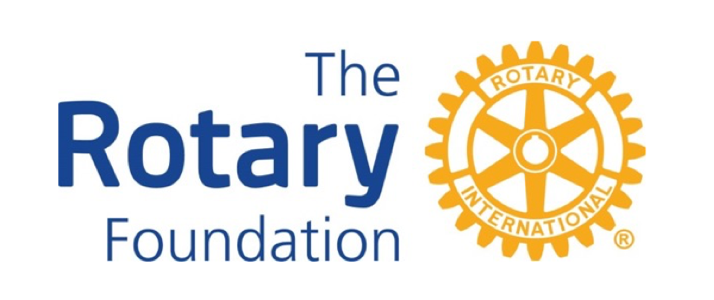 The
Rotary
Foundation
ROTARY
INTERNATIONAL
®